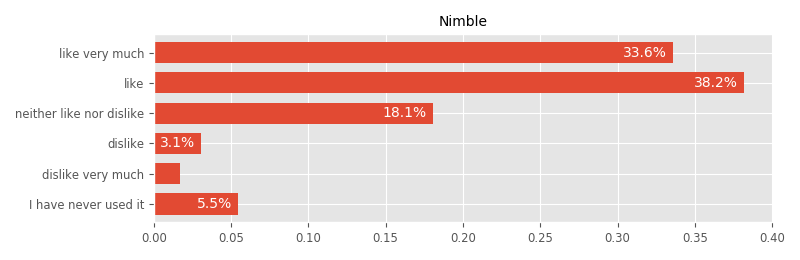 Nimble
like very much 33.6%
like 38.2%
neither like nor dislike 18.1%
dislike 3.1%
dislike very much
I have never used it 5.5%
0.00 0.05 0.10 0.15 0.20 0.25 0.30 0.35 0.40